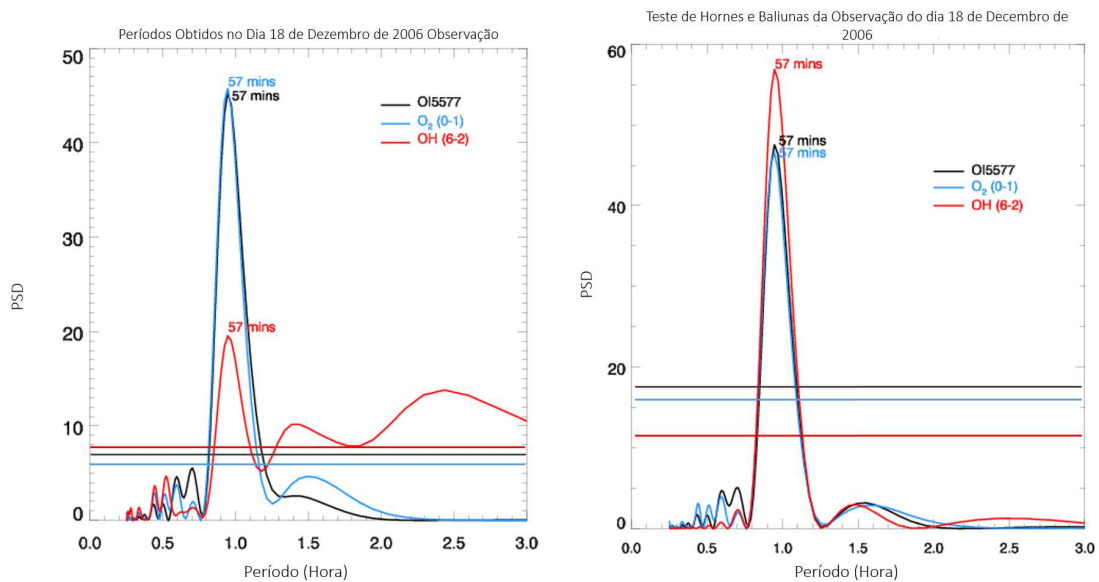 Períodos Obtidos no Dia 18 de Dezembro de 2006 Observação
50
40
30
20
10
0
PSD
57 mins
57 mins
57 mins
OI5577
O₂ (0-1)
OH (6-2)
0.0 0.5 1.0 1.5 2.0 2.5 3.0
Período (Hora)
Teste de Hornes e Baliunas da Observação do dia 18 de Decembro de
2006
60
40
20
0
PSD
57 mins
57 mins
57 mins
OI5577
O₂ (0-1)
OH (6-2)
0.0 0.5 1.0 1.5 2.0 2.5 3.0
Período (Hora)